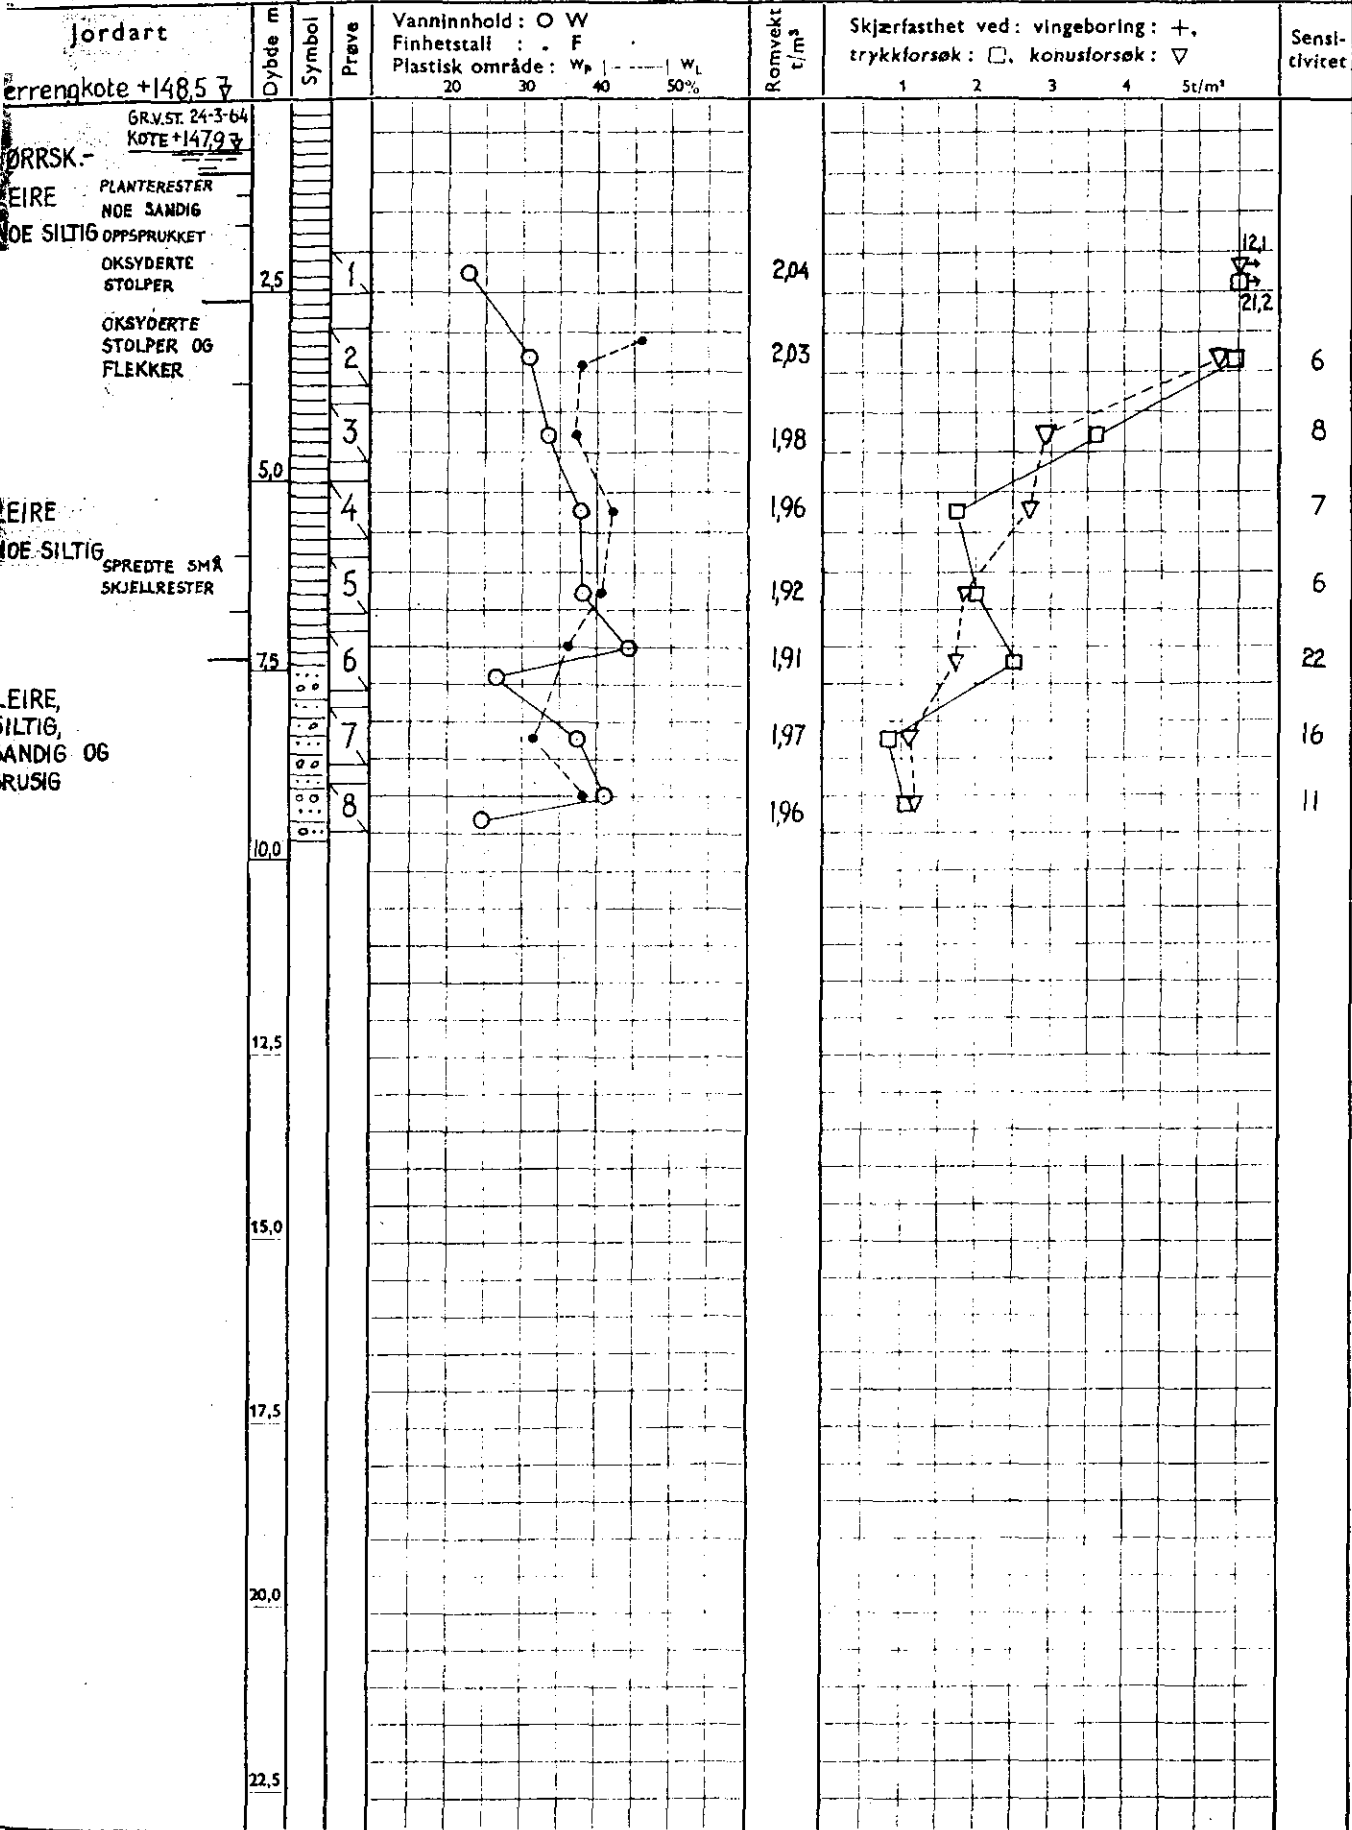 Jordart
Dybde m
Symbol
Prøve
Vanninnhold : O W
Finhetstall : . F
Plastisk område : Wp |------| WL
20 30 40 50%
Romvekt t/m³
Skjærfasthet ved : vingeboring : +,
trykkforsøk : □, konusforsøk : ▽
1 2 3 4 5t/m²
Sensi-
tivitet
errengkote +148,5
GR.V.ST. 24-3-64
KOTE +147,9
ØRRSK.-
EIRE
OE SILTIG
PLANTERESTER
NOE SANDIG
OPPSPRUKKET
OKSYDERTE
STOLPER
2,5
1
2,04
12,1
21,2
OKSYDERTE
STOLPER OG
FLEKKER
2
2,03
6
3
1,98
8
5,0
EIRE
OE SILTIG
4
1,96
7
SPREDTE SMÅ
SKJELLRESTER
5
1,92
6
7,5
6
1,91
22
EIRE,
SILTIG,
ANDIG OG
RUSIG
7
1,97
16
8
1,96
11
10,0
12,5
15,0
17,5
20,0
22,5